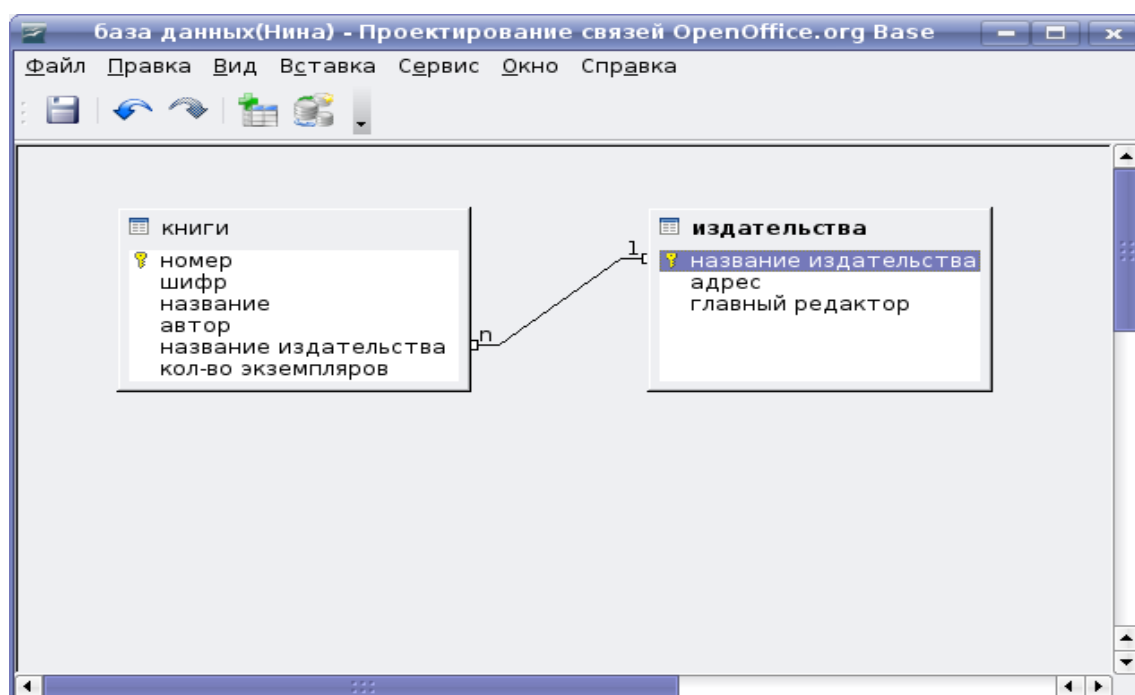 база данных(Нина) - Проектирование связей OpenOffice.org Base
Файл Правка Вид Вставка Сервис Окно Справка
книги
номер
шифр
название
автор
название издательства
кол-во экземпляров
n
1
издательства
название издательства
адрес
главный редактор